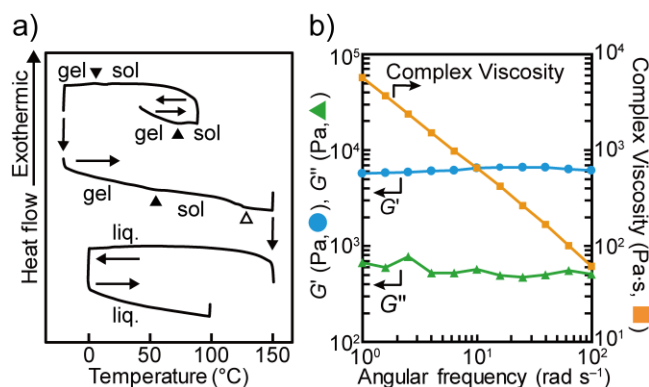 a)
Exothermic
Heat flow
gel ▼ sol
gel ▲ sol
gel ▲ sol
△
liq.
liq.
0 50 100 150
Temperature (°C)
b)
G' (Pa, ●), G" (Pa, ▲)
10⁵
10⁴
10³
10²
Complex Viscosity
G'
G"
10⁴
10³
10²
10¹
Complex Viscosity (Pa·s, ■)
10⁰ 10¹ 10²
Angular frequency (rad s⁻¹)